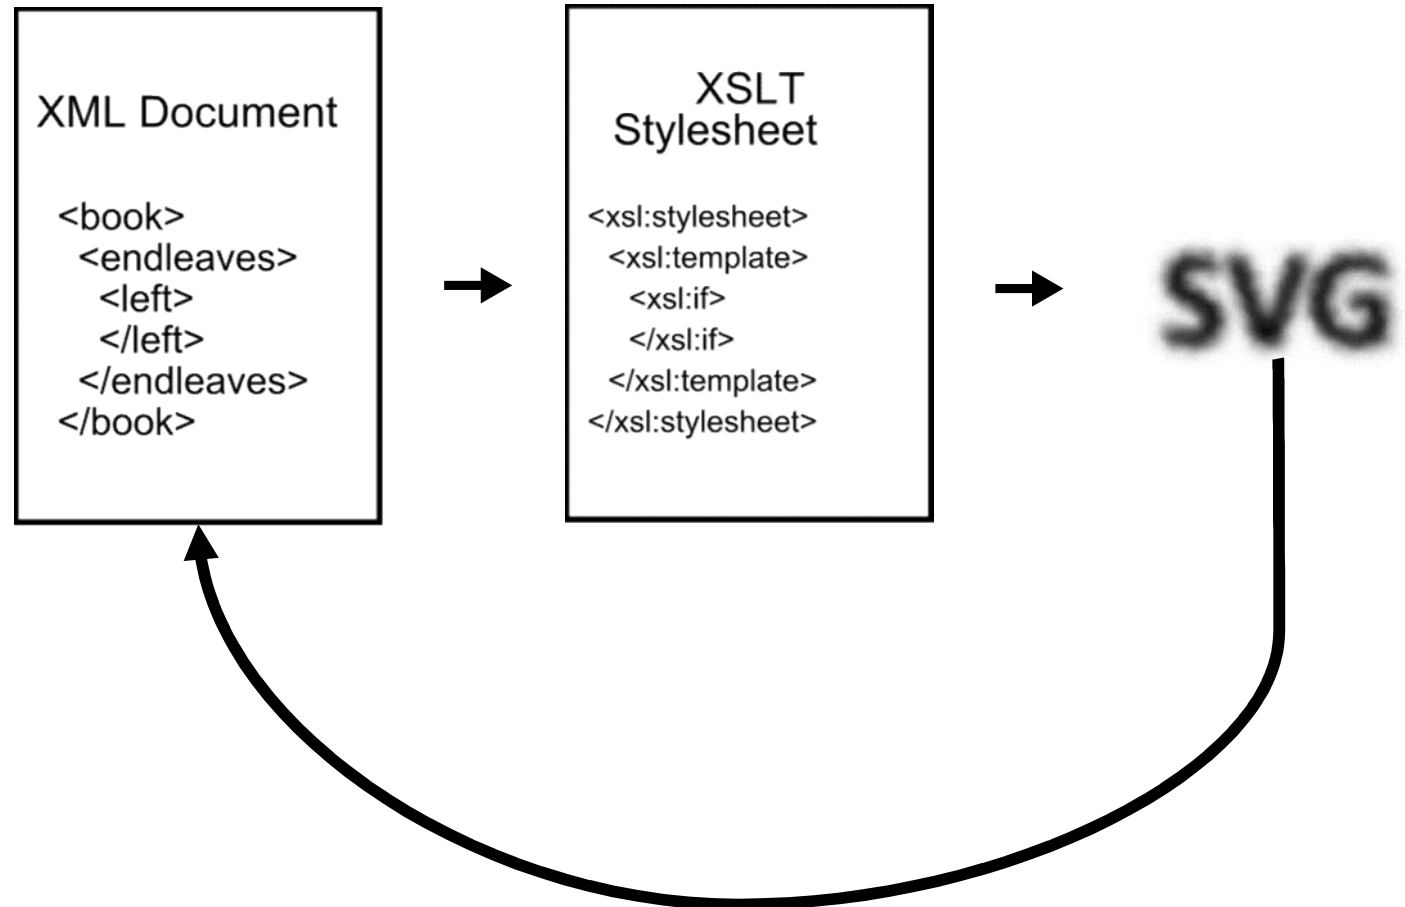 XML Document
<book>
<endleaves>
<left>
</left>
</endleaves>
</book>
XSLT
Stylesheet
<xsl:stylesheet>
<xsl:template>
<xsl:if>
</xsl:if>
</xsl:template>
</xsl:stylesheet>
SVG